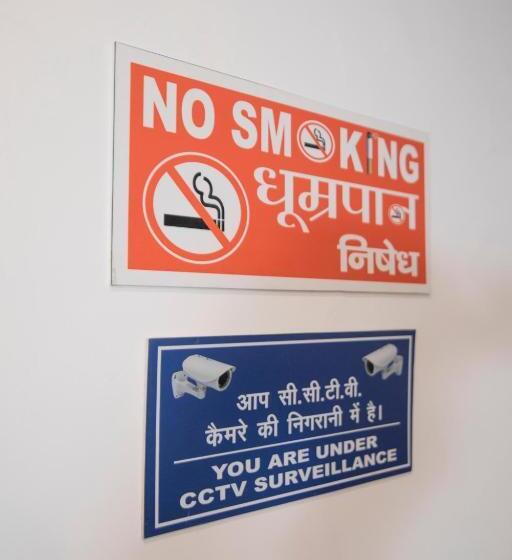 NO SMOKING
धूम्रपान
निषेध
आप सी.सी.टी.वी.
कैमरे की निगरानी में है।
YOU ARE UNDER
CCTV SURVEILLANCE